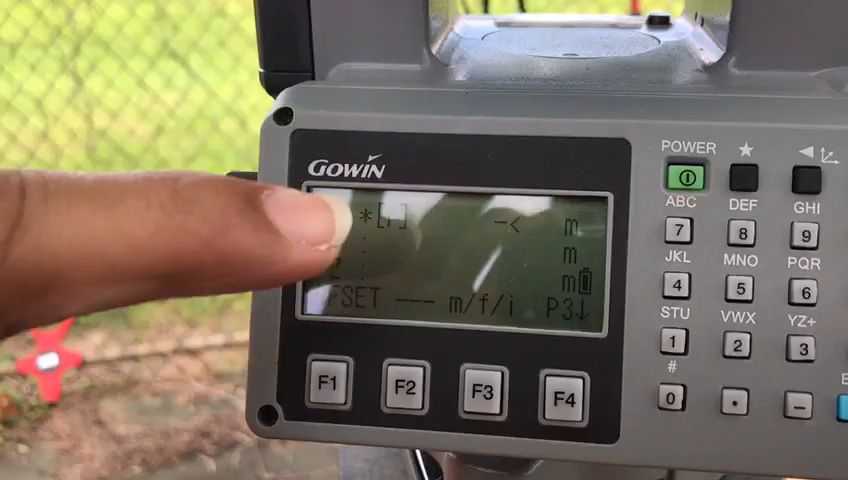 GOWIN
*[r] -< m
: m
Z : m
FSET --- m/f/i P3↓
F1 F2 F3 F4
POWER ★ ◀
ABC DEF GHI
7 8 9
JKL MNO PQR
4 5 6
STU VWX YZ+
1 2 3
#
0 . -
E